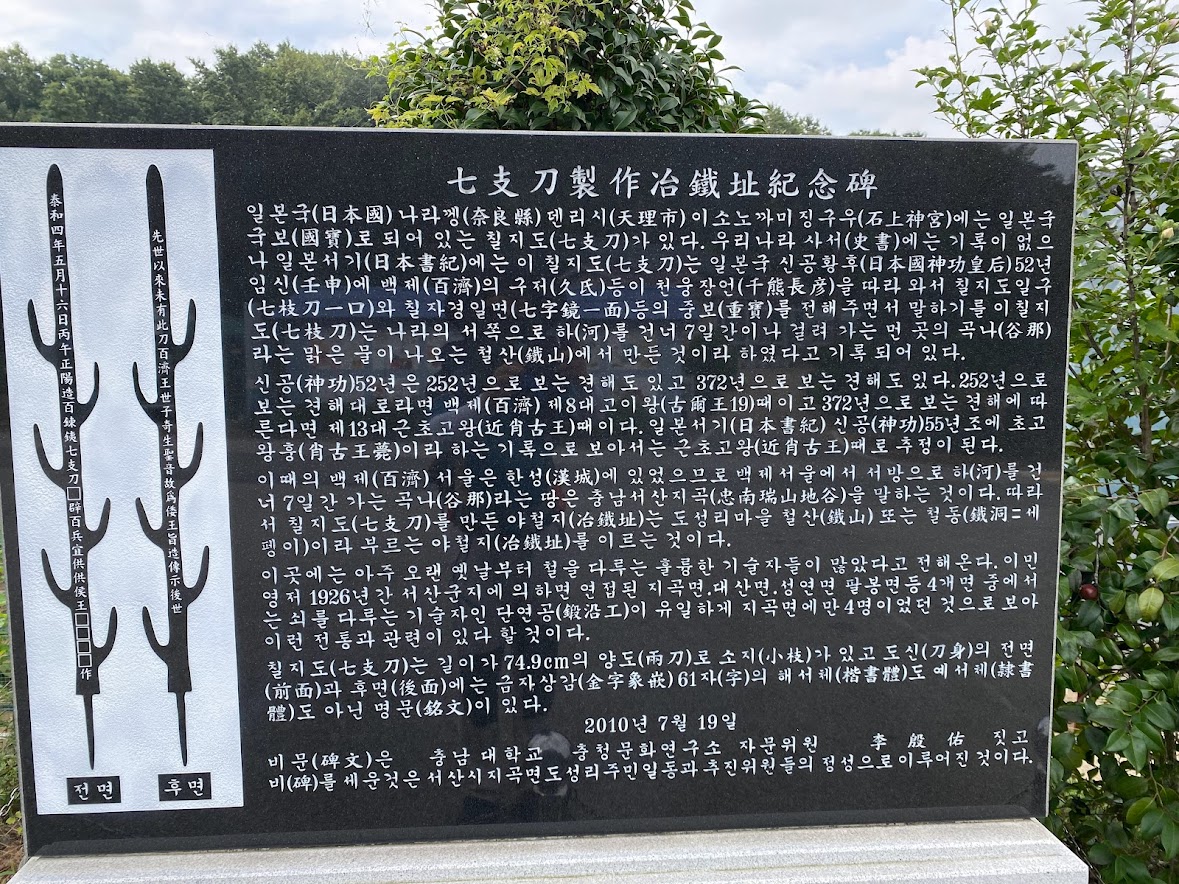 七支刀製作冶鐵址紀念碑
일본국(日本國) 나라껭(奈良縣) 덴리시(天理市) 이소노까미징구우(石上神宮)에는 일본국
국보(國寶)로 되어 있는 칠지도(七支刀)가 있다. 우리나라 사서(史書)에는 기록이 없으
나 일본서기(日本書紀)에는 이 칠지도(七支刀)는 일본국 신공황후(日本國神功皇后) 52년
임신(壬申)에 백제(百濟)의 구저(久氐)등이 천웅장언(千熊長彦)을 따라 와서 칠지도일구
(七枝刀一口)와 칠자경일면(七字鏡一面)등의 중보(重寶)를 전해주면서 말하기를 이칠지
도(七枝刀)는 나라의 서쪽으로 하(河)를 건너 7일간이나 걸려 가는 먼 곳의 곡나(谷那)
라는 맑은 물이 나오는 철산(鐵山)에서 만든 것이라 하였다고 기록 되어 있다.
신공(神功)52년은 252년으로 보는 견해도 있고 372년으로 보는 견해도 있다. 252년으로
보는 견해대로라면 백제(百濟) 제8대고이왕(古爾王19)때이고 372년으로 보는 견해에 따
른다면 제13대 근초고왕(近肖古王)때이다. 일본서기(日本書紀) 신공(神功)55년조에 초고
왕훙(肖古王薨)이라 하는 기록으로 보아서는 근초고왕(近肖古王)때로 추정이 된다.
이때의 백제(百濟) 서울은 한성(漢城)에 있었으므로 백제서울에서 서방으로 하(河)를 건
너 7일간 가는 곡나(谷那)라는 땅은 충남서산지곡(忠南瑞山地谷)을 말하는 것이다. 따라
서 칠지도(七支刀)를 만든 야철지(冶鐵址)는 도성리마을 철산(鐵山) 또는 철동(鐵洞=세
펭이)이라 부르는 야철지(冶鐵址)를 이르는 것이다.
이곳에는 아주 오랜 옛날부터 철을 다루는 훌륭한 기술자들이 많았다고 전해온다. 이민
영저 1926년 간 서산군지에 의하면 연접된 지곡면.대산면.성연면 팔봉면등 4개면 중에서
는 쇠를 다루는 기술자인 단연공(鍛沿工)이 유일하게 지곡면에만 4명이었던 것으로 보아
이런 전통과 관련이 있다 할 것이다.
칠지도(七支刀)는 길이가 74.9cm의 양도(兩刀)로 소지(小枝)가 있고 도신(刀身)의 전면
(前面)과 후면(後面)에는 금자상감(金字象嵌) 61자(字)의 해서체(楷書體)도 예서체(隷書
體)도 아닌 명문(銘文)이 있다.
2010년 7월 19일
비문(碑文)은 충남대학교 충청문화연구소 자문위원 李殷佑 짓고
비(碑)를 세운것은 서산시지곡면도성리주민일동과 추진위원들의 정성으로 이루어진 것이다.
泰和四年五月十六日丙午正陽造百錬銕七支刀□辟百兵宜供供侯王□□□□作
先世以來未有此刀百濟王世子奇生聖音故爲倭王旨造傳示後世
전면
후면